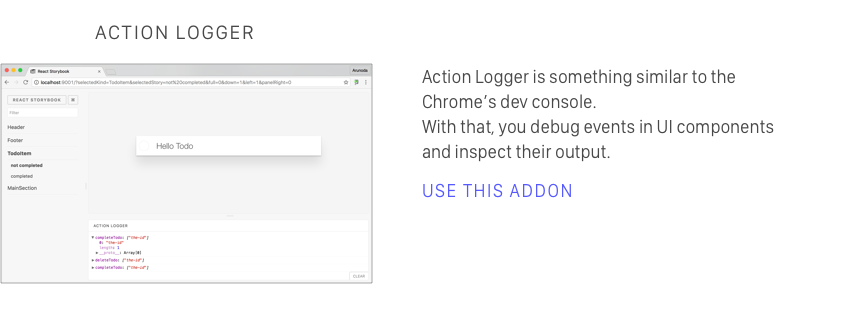 ACTION LOGGER
React Storybook
Arunoda
localhost:9001/?selectedKind=TodoItem&selectedStory=not%20completed&full=0&down=1&left=1&panelRight=0
REACT STORYBOOK
⌘
Filter
Header
Footer
TodoItem
not completed
completed
MainSection
Hello Todo
ACTION LOGGER
▼completeTodo: ["the-id"]
0: "the-id"
length: 1
▶__proto__: Array[0]
▶deleteTodo: ["the-id"]
▶completeTodo: ["the-id"]
CLEAR
Action Logger is something similar to the
Chrome’s dev console.
With that, you debug events in UI components
and inspect their output.
USE THIS ADDON